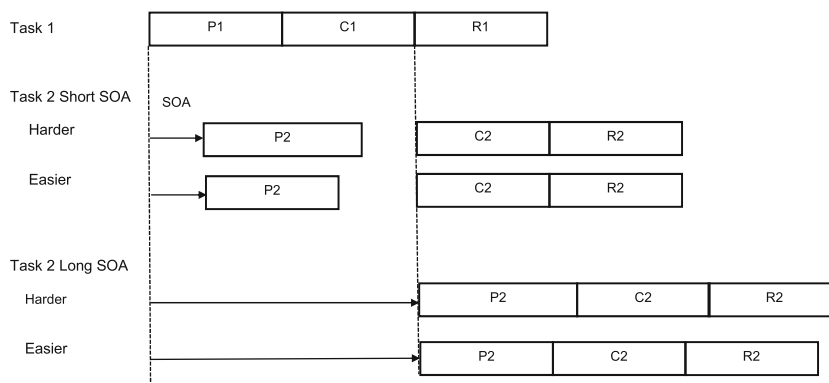 Task 1
P1 C1 R1
Task 2 Short SOA
SOA
Harder
P2 C2 R2
Easier
P2 C2 R2
Task 2 Long SOA
Harder
P2 C2 R2
Easier
P2 C2 R2